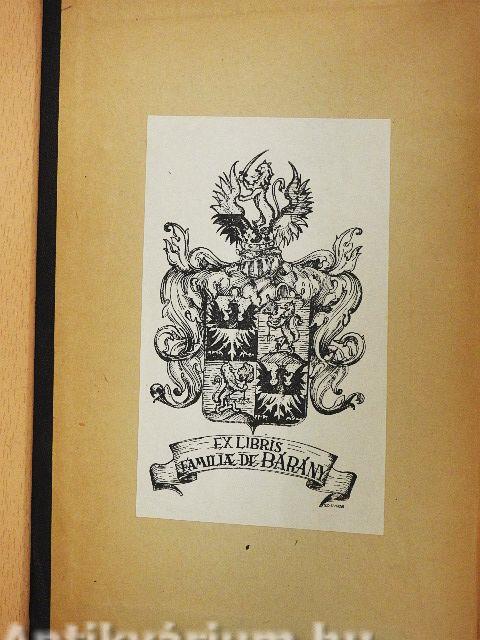 EX LIBRIS
FAMILIÆ DE BÁRÁNY
Antikvárium.hu